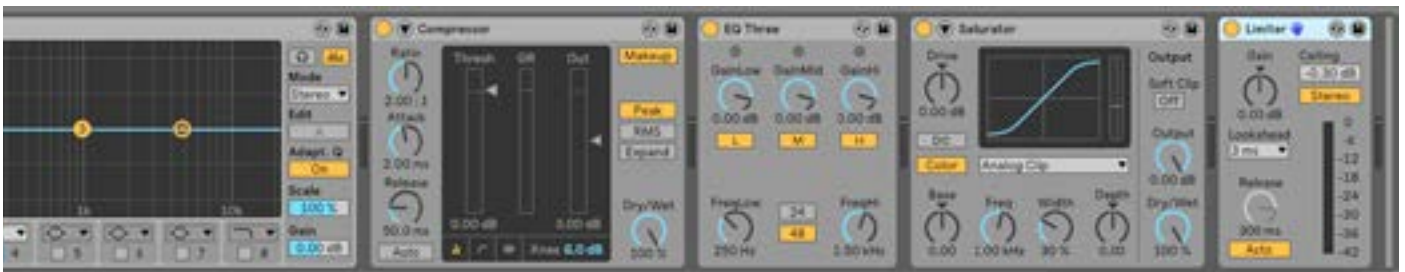 Mode
Stereo
Edit
A
Adapt. Q
On
Scale
100 %
Gain
0.00 dB
1k
10k
4
5
6
7
8
Compressor
Ratio
2.00 : 1
Attack
2.00 ms
Release
50.0 ms
Auto
Thresh
GR
Out
0.00 dB
0.00 dB
Knee 6.0 dB
Makeup
Peak
RMS
Expand
Dry/Wet
100 %
EQ Three
GainLow
GainMid
GainHi
0.00 dB
0.00 dB
0.00 dB
L
M
H
FreqLow
250 Hz
24
48
FreqHi
Saturator
Drive
0.00 dB
DC
Color
Analog Clip
Base
0.00
Freq
1.00 kHz
Width
30 %
Depth
0.00
Output
Soft Clip
Off
Output
0.00 dB
Dry/Wet
100 %
Limiter
Gain
0.00 dB
Lookahead
3 ms
Release
300 ms
Auto
Ceiling
-0.30 dB
Stereo
0
-6
-12
-18
-24
-30
-36
-42